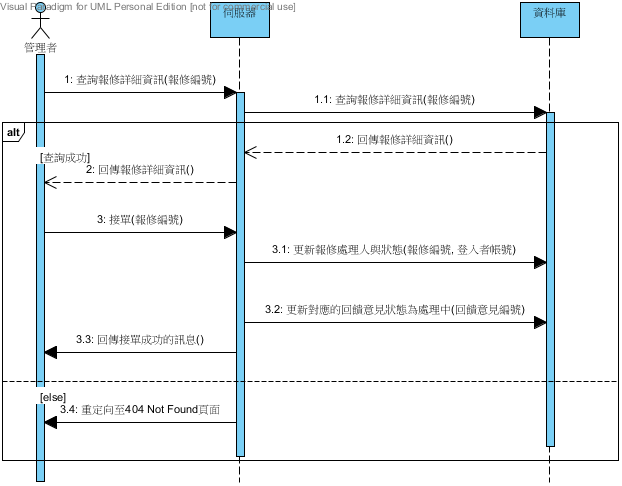 Visual Paradigm for UML Personal Edition [not for commercial use]
伺服器
資料庫
管理者
1: 查詢報修詳細資訊(報修編號)
1.1: 查詢報修詳細資訊(報修編號)
alt
1.2: 回傳報修詳細資訊()
[查詢成功]
2: 回傳報修詳細資訊()
3: 接單(報修編號)
3.1: 更新報修處理人與狀態(報修編號, 登入者帳號)
3.2: 更新對應的回饋意見狀態為處理中(回饋意見編號)
3.3: 回傳接單成功的訊息()
[else]
3.4: 重定向至404 Not Found頁面